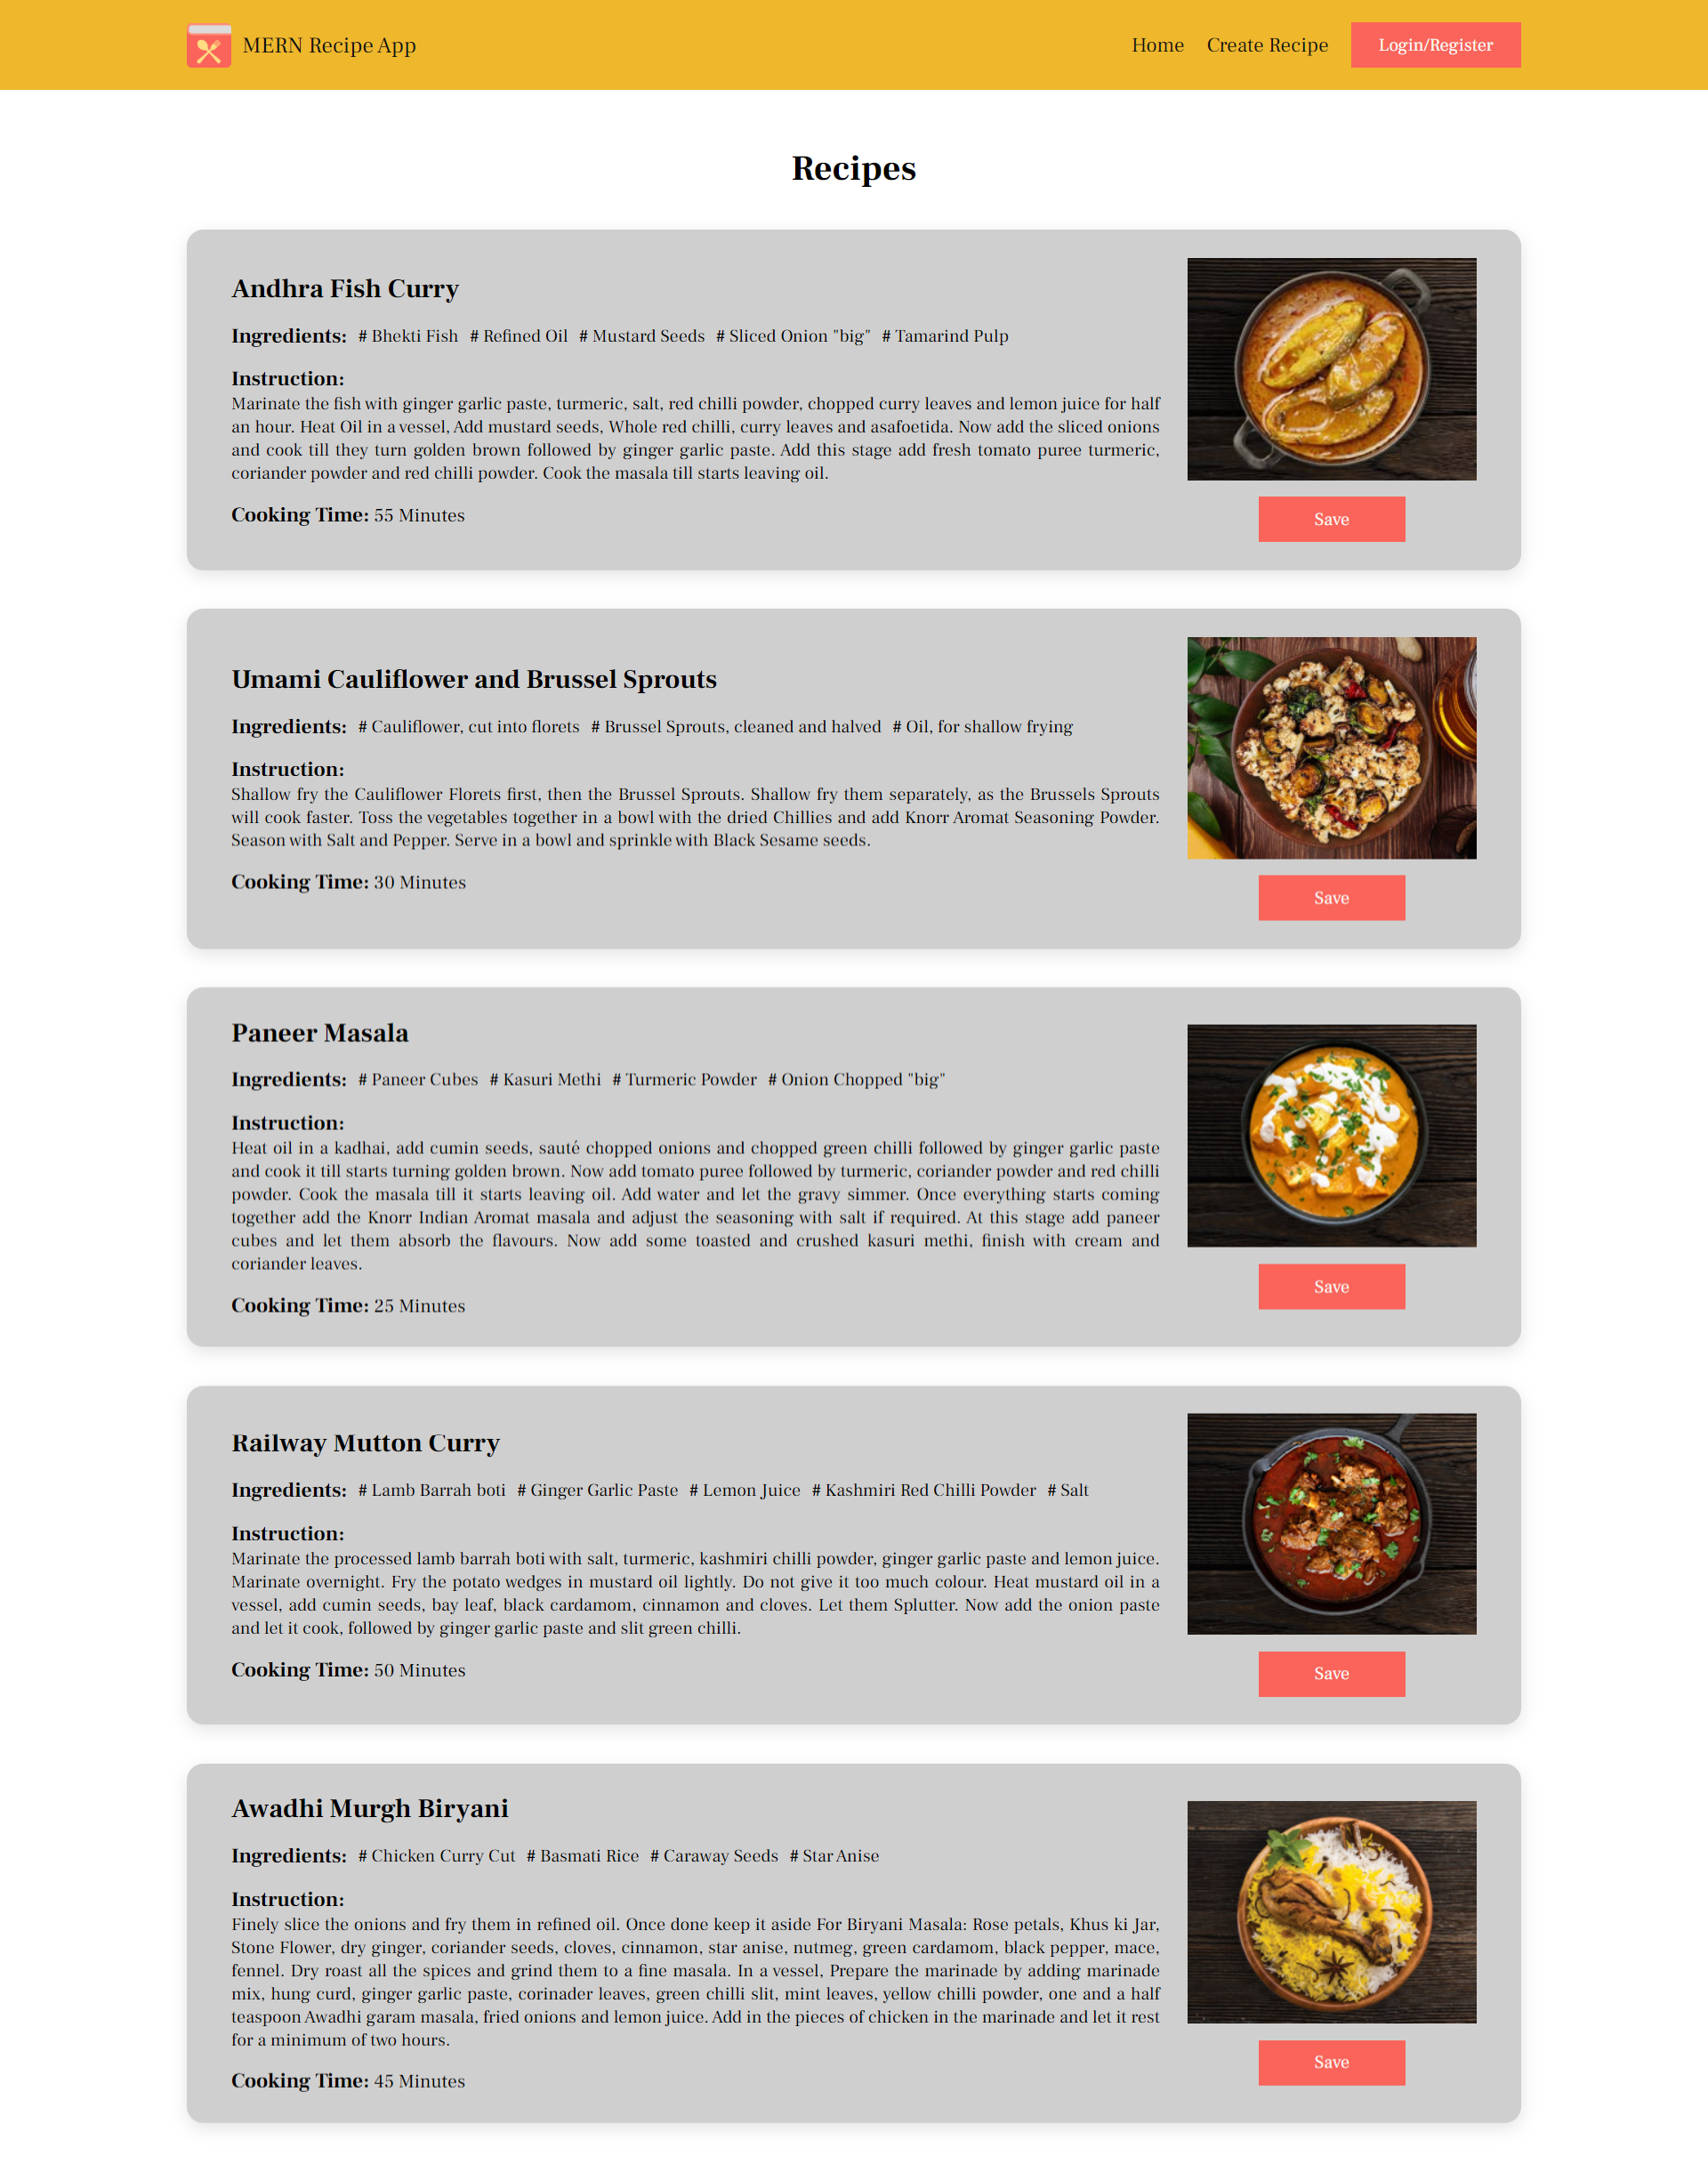 MERN Recipe App
Home Create Recipe Login/Register
Recipes
Andhra Fish Curry
Ingredients: # Bhekti Fish # Refined Oil # Mustard Seeds # Sliced Onion "big" # Tamarind Pulp
Instruction:
Marinate the fish with ginger garlic paste, turmeric, salt, red chilli powder, chopped curry leaves and lemon juice for half
an hour. Heat Oil in a vessel, Add mustard seeds, Whole red chilli, curry leaves and asafoetida. Now add the sliced onions
and cook till they turn golden brown followed by ginger garlic paste. Add this stage add fresh tomato puree turmeric,
coriander powder and red chilli powder. Cook the masala till starts leaving oil.
Cooking Time: 55 Minutes
Save
Umami Cauliflower and Brussel Sprouts
Ingredients: # Cauliflower, cut into florets # Brussel Sprouts, cleaned and halved # Oil, for shallow frying
Instruction:
Shallow fry the Cauliflower Florets first, then the Brussel Sprouts. Shallow fry them separately, as the Brussels Sprouts
will cook faster. Toss the vegetables together in a bowl with the dried Chillies and add Knorr Aromat Seasoning Powder.
Season with Salt and Pepper. Serve in a bowl and sprinkle with Black Sesame seeds.
Cooking Time: 30 Minutes
Save
Paneer Masala
Ingredients: # Paneer Cubes # Kasuri Methi # Turmeric Powder # Onion Chopped "big"
Instruction:
Heat oil in a kadhai, add cumin seeds, sauté chopped onions and chopped green chilli followed by ginger garlic paste
and cook it till starts turning golden brown. Now add tomato puree followed by turmeric, coriander powder and red chilli
powder. Cook the masala till it starts leaving oil. Add water and let the gravy simmer. Once everything starts coming
together add the Knorr Indian Aromat masala and adjust the seasoning with salt if required. At this stage add paneer
cubes and let them absorb the flavours. Now add some toasted and crushed kasuri methi, finish with cream and
coriander leaves.
Cooking Time: 25 Minutes
Save
Railway Mutton Curry
Ingredients: # Lamb Barrah boti # Ginger Garlic Paste # Lemon Juice # Kashmiri Red Chilli Powder # Salt
Instruction:
Marinate the processed lamb barrah boti with salt, turmeric, kashmiri chilli powder, ginger garlic paste and lemon juice.
Marinate overnight. Fry the potato wedges in mustard oil lightly. Do not give it too much colour. Heat mustard oil in a
vessel, add cumin seeds, bay leaf, black cardamom, cinnamon and cloves. Let them Splutter. Now add the onion paste
and let it cook, followed by ginger garlic paste and slit green chilli.
Cooking Time: 50 Minutes
Save
Awadhi Murgh Biryani
Ingredients: # Chicken Curry Cut # Basmati Rice # Caraway Seeds # Star Anise
Instruction:
Finely slice the onions and fry them in refined oil. Once done keep it aside For Biryani Masala: Rose petals, Khus ki Jar,
Stone Flower, dry ginger, coriander seeds, cloves, cinnamon, star anise, nutmeg, green cardamom, black pepper, mace,
fennel. Dry roast all the spices and grind them to a fine masala. In a vessel, Prepare the marinade by adding marinade
mix, hung curd, ginger garlic paste, corinader leaves, green chilli slit, mint leaves, yellow chilli powder, one and a half
teaspoon Awadhi garam masala, fried onions and lemon juice. Add in the pieces of chicken in the marinade and let it rest
for a minimum of two hours.
Cooking Time: 45 Minutes
Save